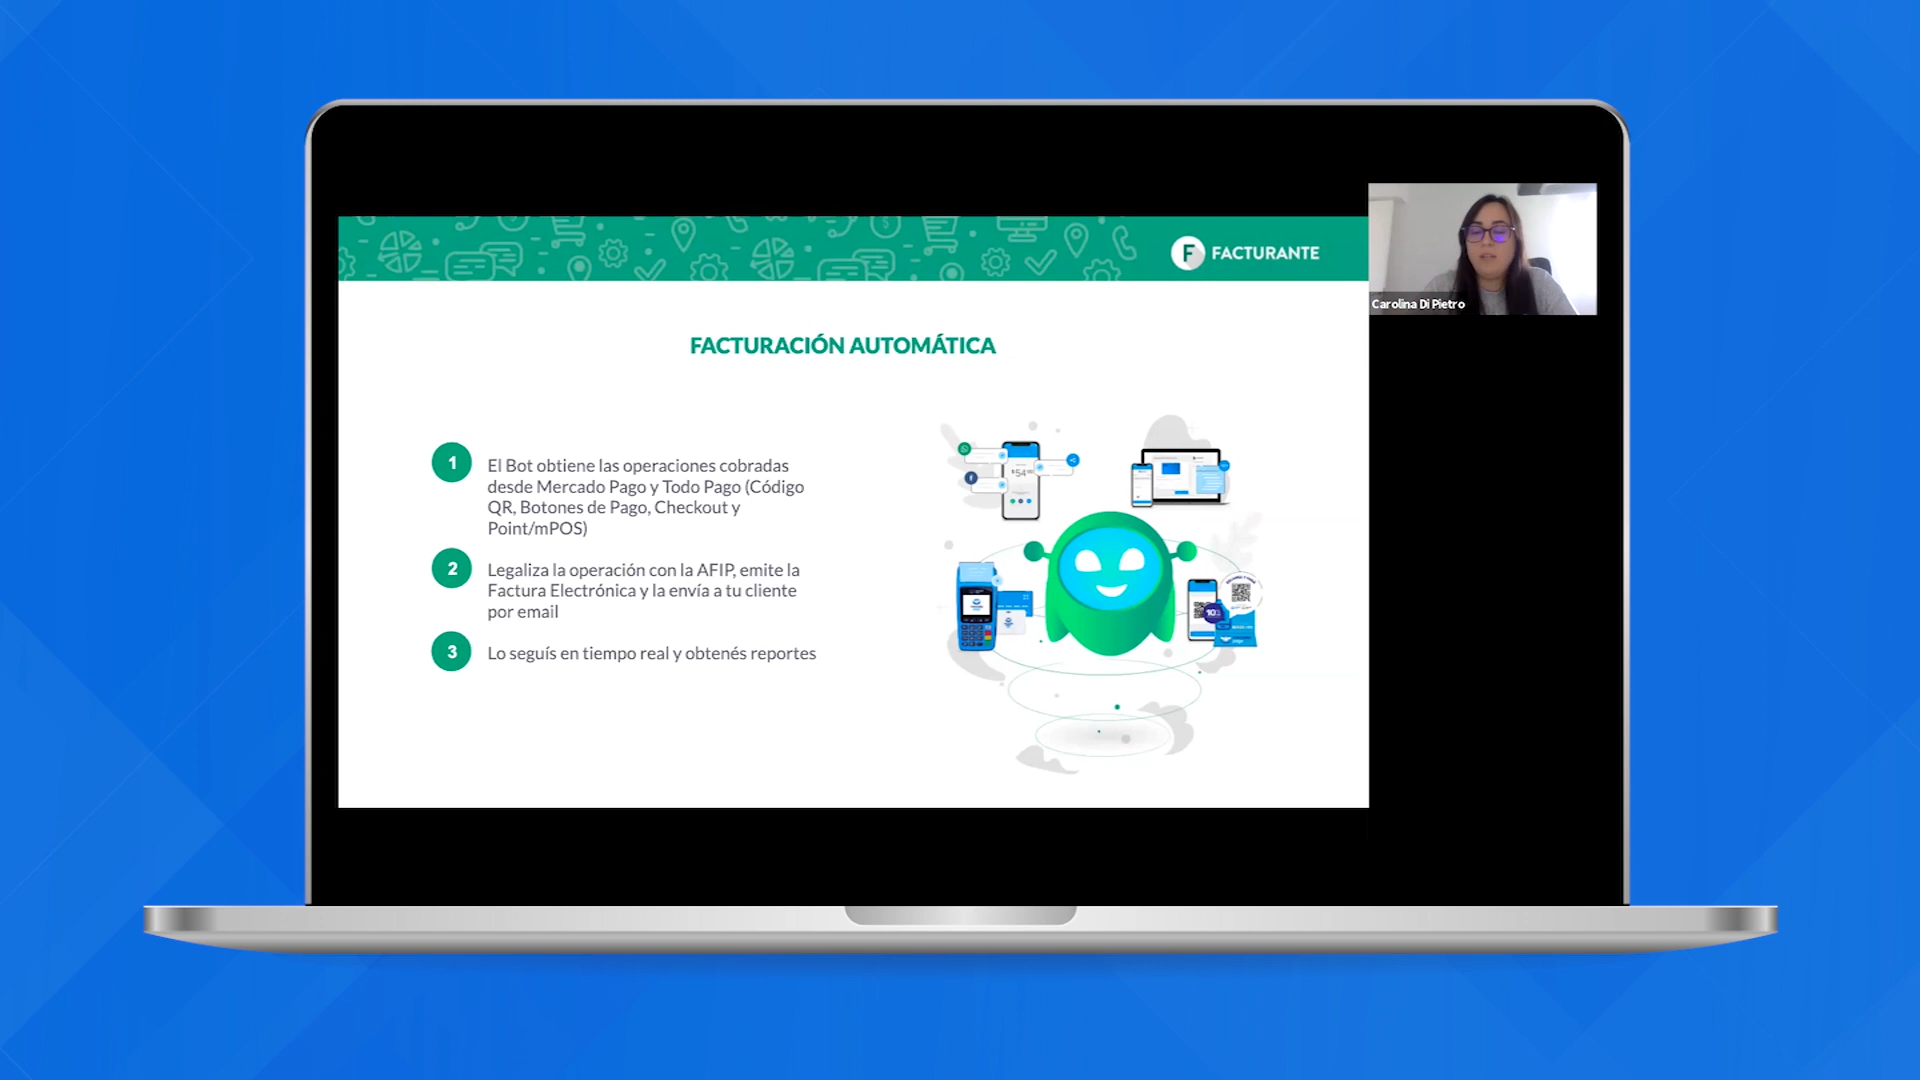 FACTURANTE
Carolina Di Pietro
FACTURACIÓN AUTOMÁTICA
1
El Bot obtiene las operaciones cobradas
desde Mercado Pago y Todo Pago (Código
QR, Botones de Pago, Checkout y
Point/mPOS)
2
Legaliza la operación con la AFIP, emite la
Factura Electrónica y la envía a tu cliente
por email
3
Lo seguís en tiempo real y obtenés reportes